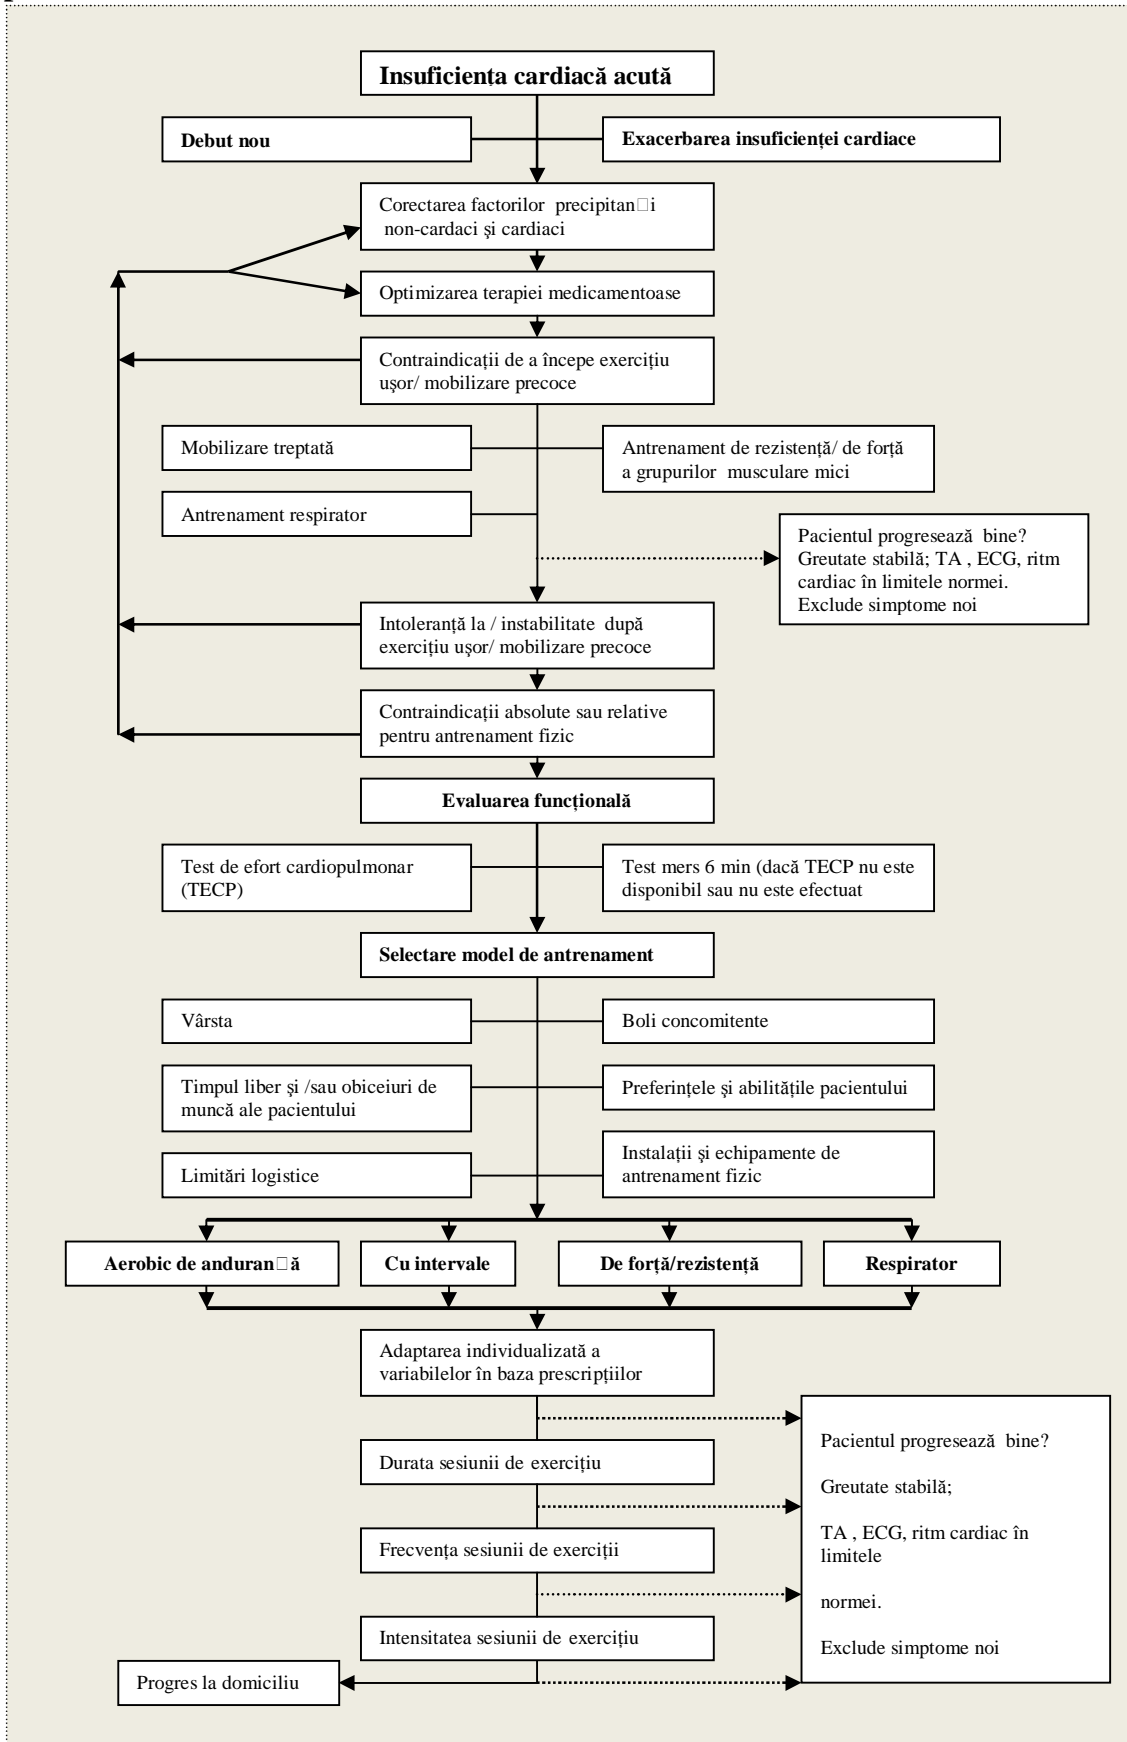 Insuficiența cardiacă acută
Debut nou
Exacerbarea insuficienței cardiace
Corectarea factorilor precipitan□i
non-cardaci şi cardiaci
Optimizarea terapiei medicamentoase
Contraindicații de a începe exercițiu
uşor/ mobilizare precoce
Mobilizare treptată
Antrenament de rezistență/ de forță
a grupurilor musculare mici
Antrenament respirator
Pacientul progresează bine?
Greutate stabilă; TA , ECG, ritm
cardiac în limitele normei.
Exclude simptome noi
Intoleranță la / instabilitate după
exercițiu uşor/ mobilizare precoce
Contraindicații absolute sau relative
pentru antrenament fizic
Evaluarea funcțională
Test de efort cardiopulmonar
(TECP)
Test mers 6 min (dacă TECP nu este
disponibil sau nu este efectuat
Selectare model de antrenament
Vârsta
Boli concomitente
Timpul liber şi /sau obiceiuri de
muncă ale pacientului
Preferințele şi abilitățile pacientului
Limitări logistice
Instalații şi echipamente de
antrenament fizic
Aerobic de anduran□ă
Cu intervale
De forță/rezistență
Respirator
Adaptarea individualizată a
variabilelor în baza prescripțiilor
Durata sesiunii de exercițiu
Frecvența sesiunii de exerciții
Intensitatea sesiunii de exercițiu
Pacientul progresează bine?
Greutate stabilă;
TA , ECG, ritm cardiac în
limitele
normei.
Exclude simptome noi
Progres la domiciliu